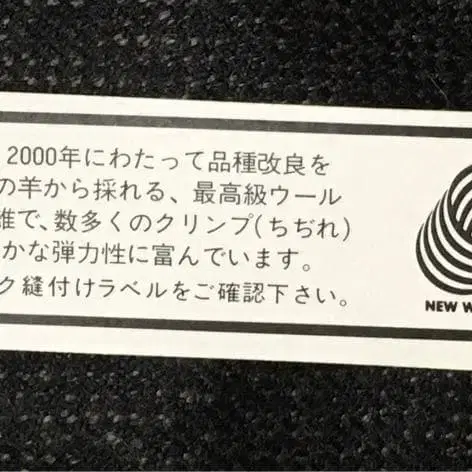 2000年にわたって品種改良を
の羊から採れる、最高級ウール
維で、数多くのクリンプ(ちぢれ)
かな弾力性に富んでいます。
ク縫付けラベルをご確認下さい。
NEW W